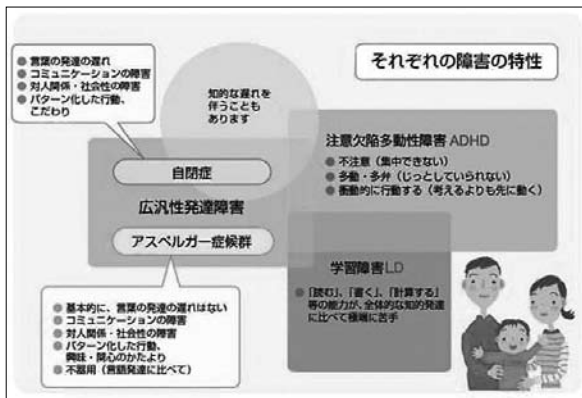 それぞれの障害の特性
● 言葉の発達の遅れ
● コミュニケーションの障害
● 対人関係・社会性の障害
● パターン化した行動、
こだわり
知的な遅れを
伴うことも
あります
自閉症
広汎性発達障害
アスペルガー症候群
● 基本的に、言葉の発達の遅れはない
● コミュニケーションの障害
● 対人関係・社会性の障害
● パターン化した行動、
興味・関心のかたより
● 不器用（言語発達に比べて）
注意欠陥多動性障害 ADHD
● 不注意（集中できない）
● 多動・多弁（じっとしていられない）
● 衝動的に行動する（考えるよりも先に動く）
学習障害 LD
● 「読む」、「書く」、「計算する」
等の能力が、全体的な知的発達
に比べて極端に苦手